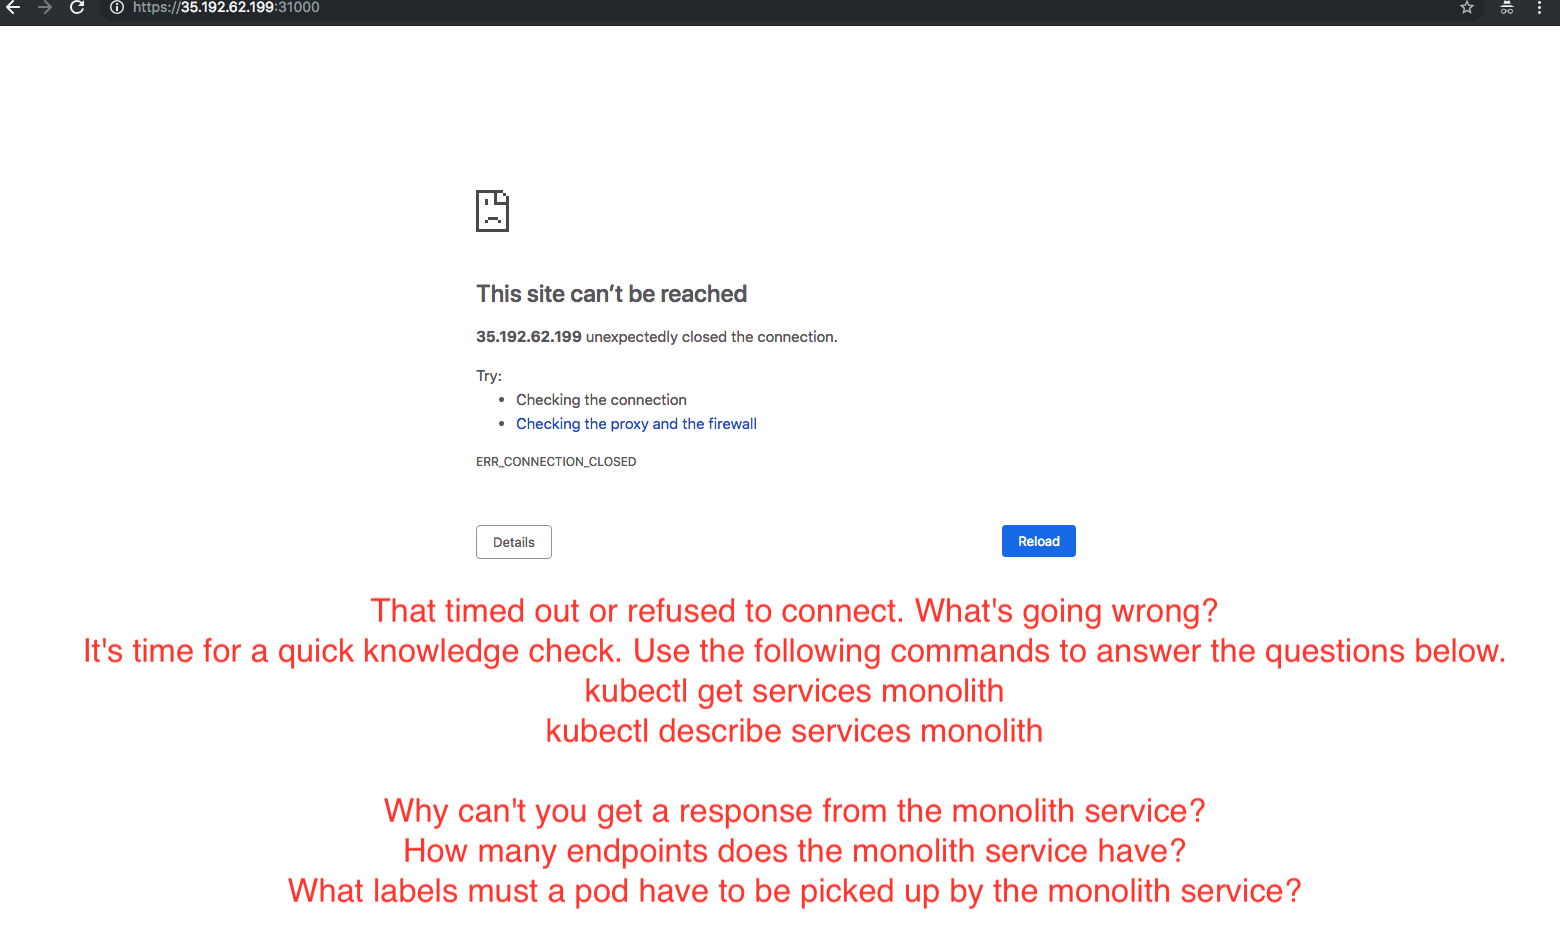 https://35.192.62.199:31000
This site can’t be reached
35.192.62.199 unexpectedly closed the connection.
Try:
• Checking the connection
• Checking the proxy and the firewall
ERR_CONNECTION_CLOSED
Details
Reload
That timed out or refused to connect. What's going wrong?
It's time for a quick knowledge check. Use the following commands to answer the questions below.
kubectl get services monolith
kubectl describe services monolith
Why can't you get a response from the monolith service?
How many endpoints does the monolith service have?
What labels must a pod have to be picked up by the monolith service?